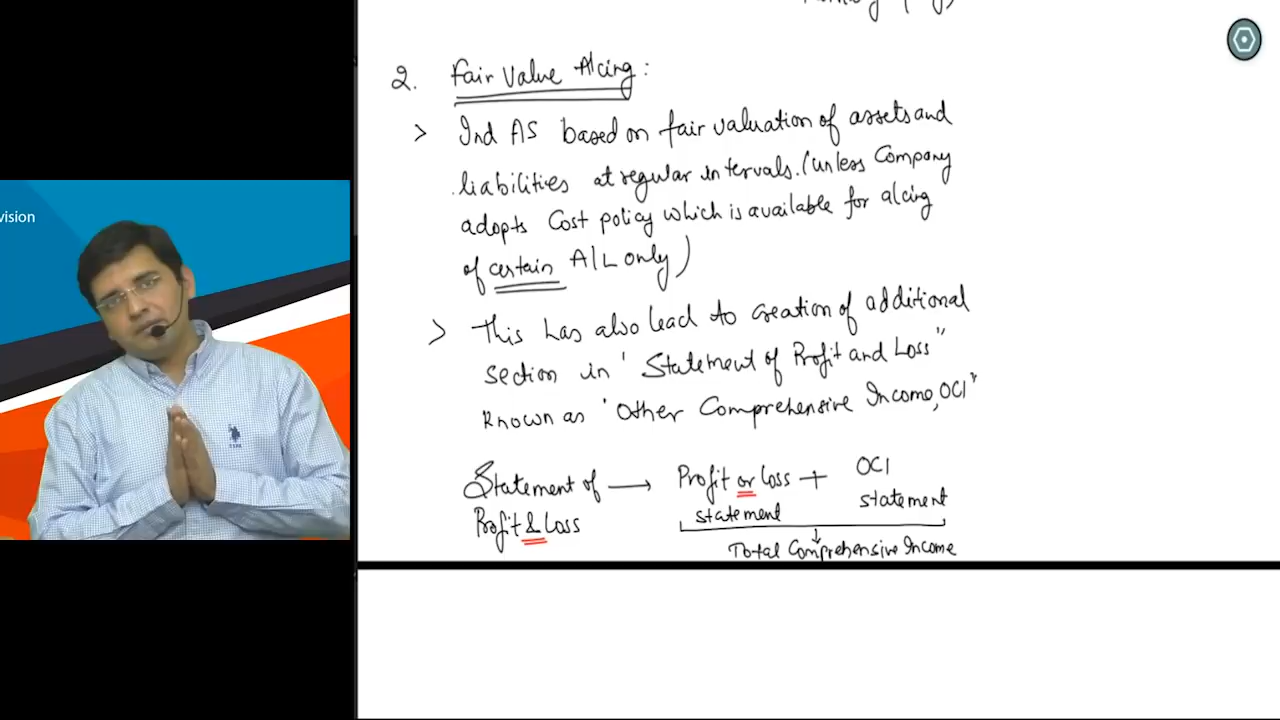 2. Fair Value A/cing:
> Ind AS based on fair valuation of assets and
liabilities at regular intervals. (unless Company
adopts Cost policy which is available for a/cing
of certain A/L only)
> This has also lead to creation of additional
section in ' Statement of Profit and Loss"
Known as ' Other Comprehensive Income, OCI"
Statement of → Profit or loss + OCI
Profit & Loss statement statement
Total Comprehensive Income
vision